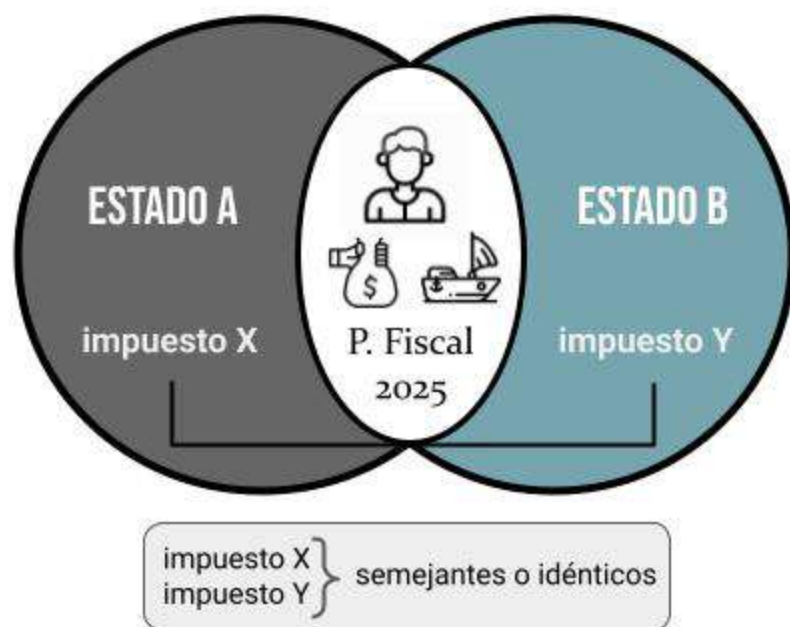 ESTADO A
ESTADO B
$
impuesto X
P. Fiscal
2025
impuesto Y
impuesto X
impuesto Y
semejantes o idénticos